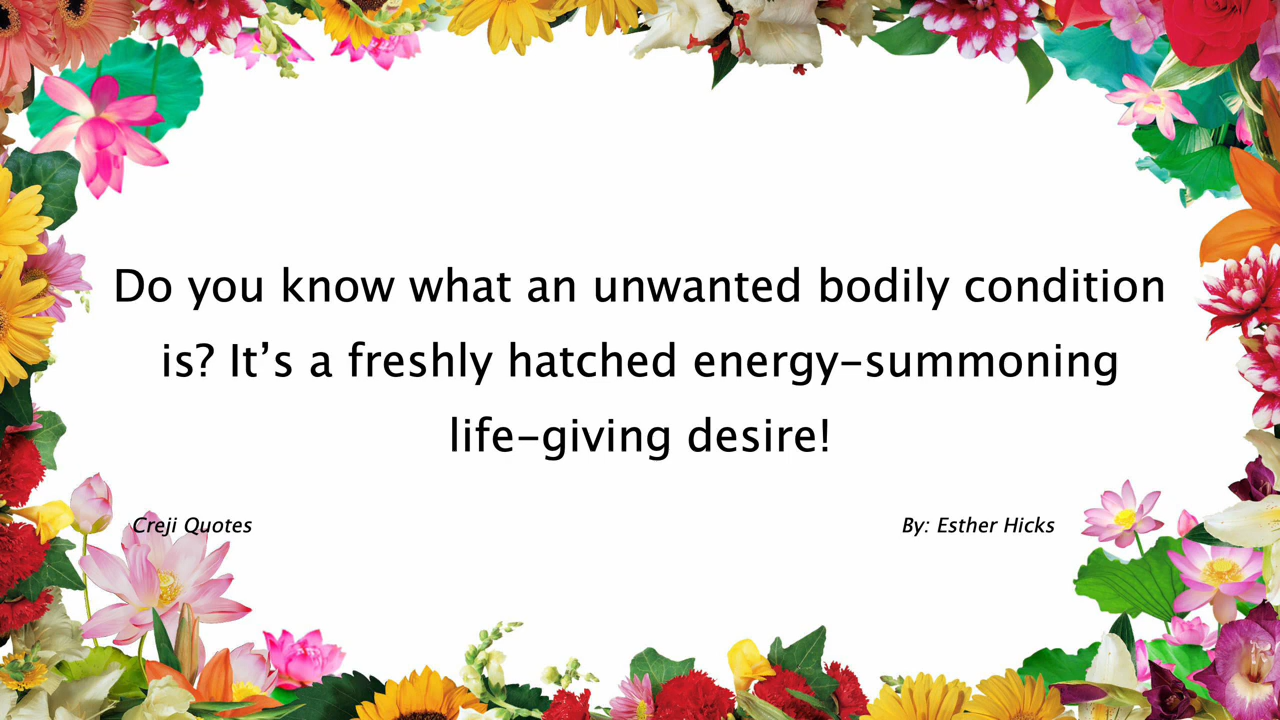 Do you know what an unwanted bodily condition
is? It’s a freshly hatched energy-summoning
life-giving desire!
Creji Quotes
By: Esther Hicks